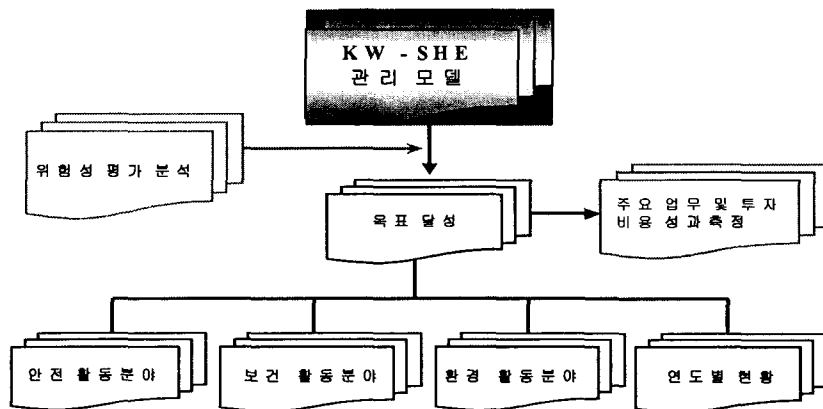 KW - SHE
관리 모델
위험성 평가 분석
목표 달성
주요 업무 및 투자
비용 성과측정
안전 활동분야
보건 활동분야
환경 활동분야
연도별 현황